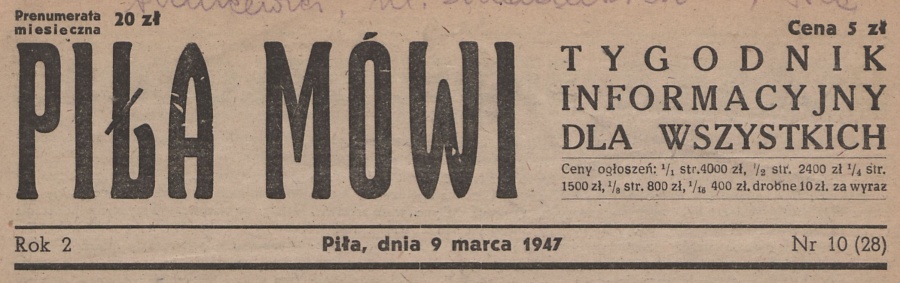 Prenumerata
miesięczna 20 zł
Cena 5 zł
PIŁA MÓWI
TYGODNIK
INFORMACYJNY
DLA WSZYSTKICH
Ceny ogłoszeń: ¹/₁ str.4000 zł, ¹/₂ str. 2400 zł ¹/₄ str.
1500 zł, ¹/₈ str. 800 zł, ¹/₁₆ 400 zł. drobne 10 zł. za wyraz
Rok 2
Piła, dnia 9 marca 1947
Nr 10 (28)